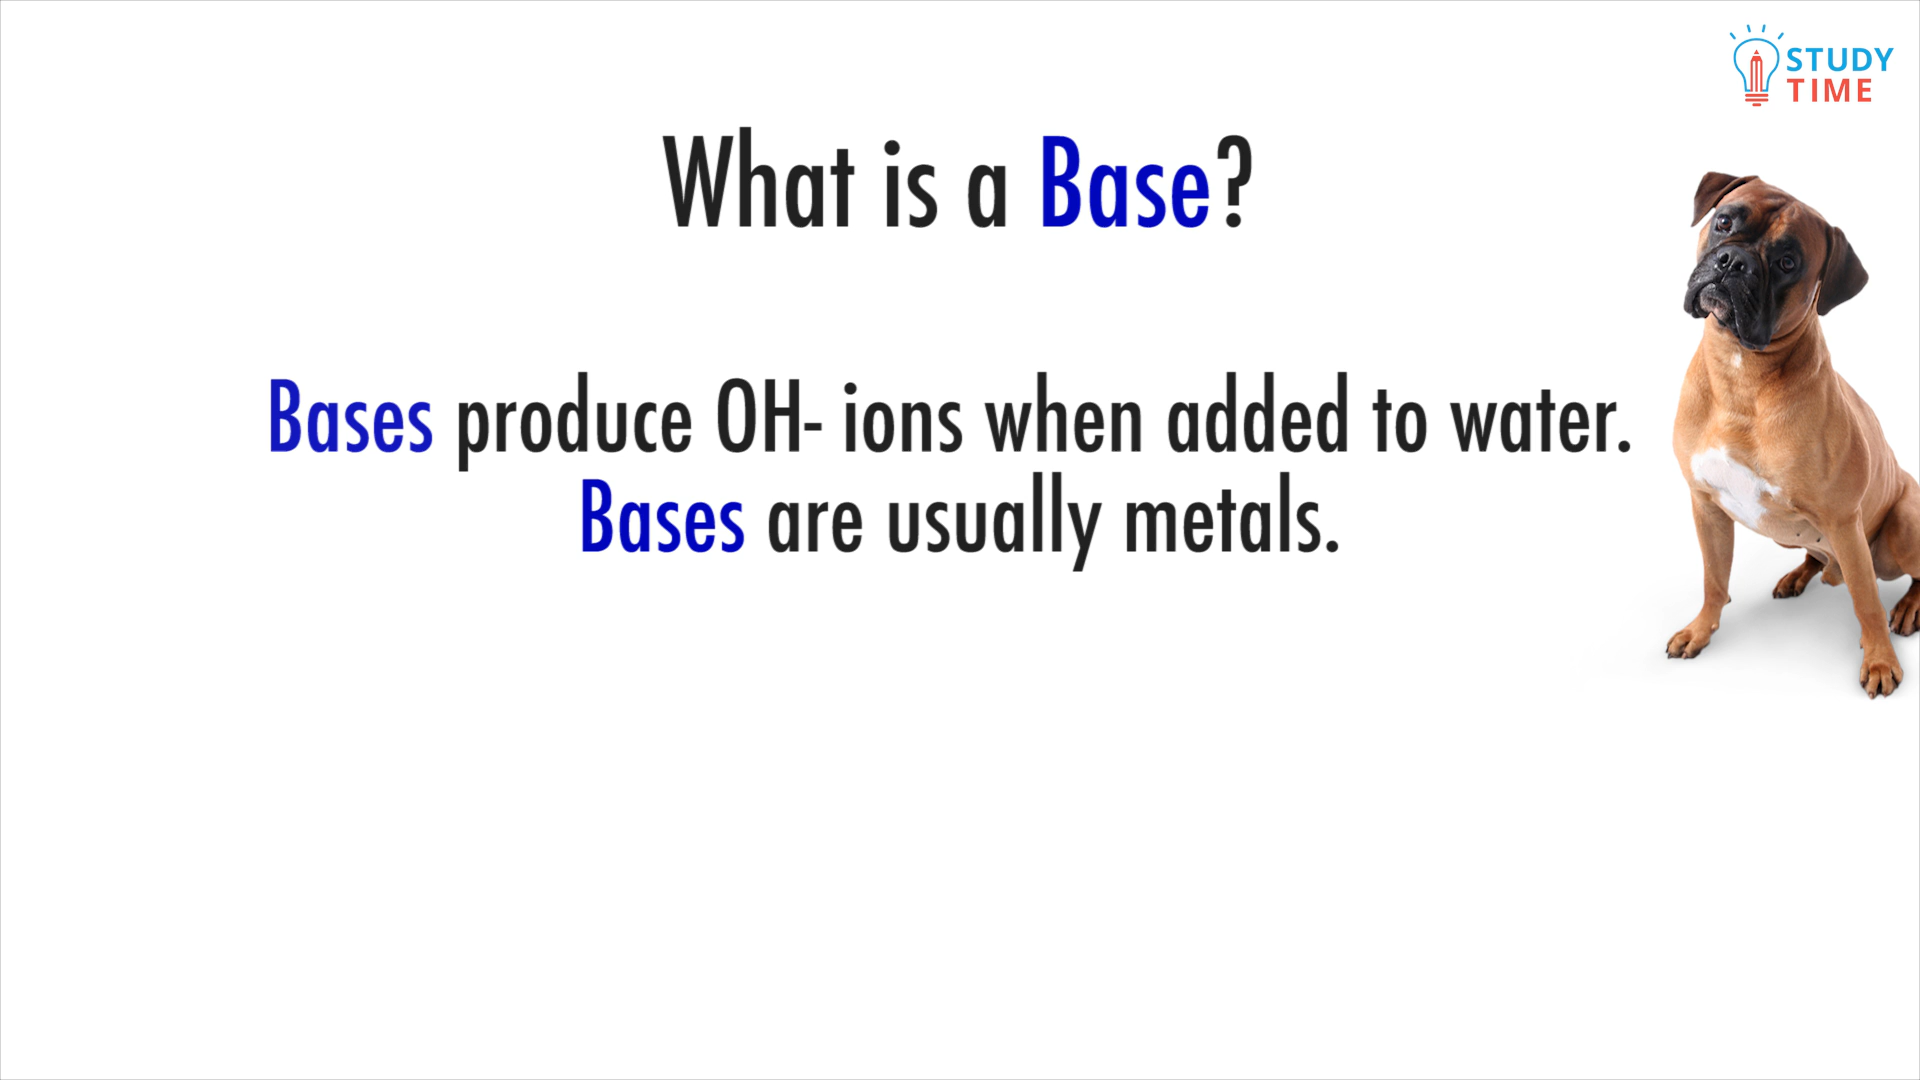 STUDY
TIME
What is a Base?
Bases produce OH- ions when added to water.
Bases are usually metals.